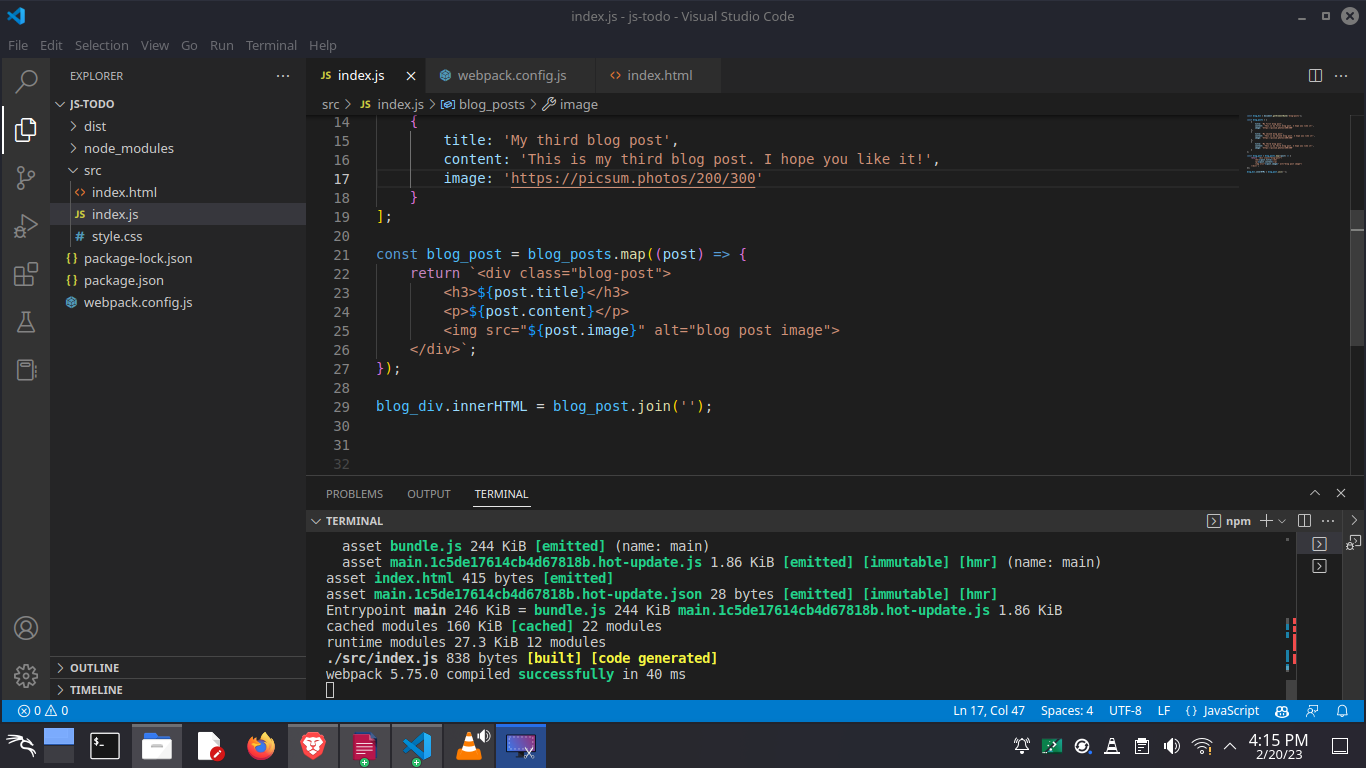 index.js - js-todo - Visual Studio Code
File Edit Selection View Go Run Terminal Help
EXPLORER
JS-TODO
dist
node_modules
src
index.html
JS index.js
# style.css
{} package-lock.json
{} package.json
webpack.config.js
OUTLINE
TIMELINE
JS index.js webpack.config.js <> index.html
src > JS index.js > blog_posts > image
14 {
15 title: 'My third blog post',
16 content: 'This is my third blog post. I hope you like it!',
17 image: 'https://picsum.photos/200/300'
18 }
19 ];
20
21 const blog_post = blog_posts.map((post) => {
22 return `<div class="blog-post">
23 <h3>${post.title}</h3>
24 <p>${post.content}</p>
25 <img src="${post.image}" alt="blog post image">
26 </div>`;
27 });
28
29 blog_div.innerHTML = blog_post.join('');
30
31
32
PROBLEMS OUTPUT TERMINAL
TERMINAL npm
asset bundle.js 244 KiB [emitted] (name: main)
asset main.1c5de17614cb4d67818b.hot-update.js 1.86 KiB [emitted] [immutable] [hmr] (name: main)
asset index.html 415 bytes [emitted]
asset main.1c5de17614cb4d67818b.hot-update.json 28 bytes [emitted] [immutable] [hmr]
Entrypoint main 246 KiB = bundle.js 244 KiB main.1c5de17614cb4d67818b.hot-update.js 1.86 KiB
cached modules 160 KiB [cached] 22 modules
runtime modules 27.3 KiB 12 modules
./src/index.js 838 bytes [built] [code generated]
webpack 5.75.0 compiled successfully in 40 ms
0 0 Ln 17, Col 47 Spaces: 4 UTF-8 LF {} JavaScript
4:15 PM
2/20/23